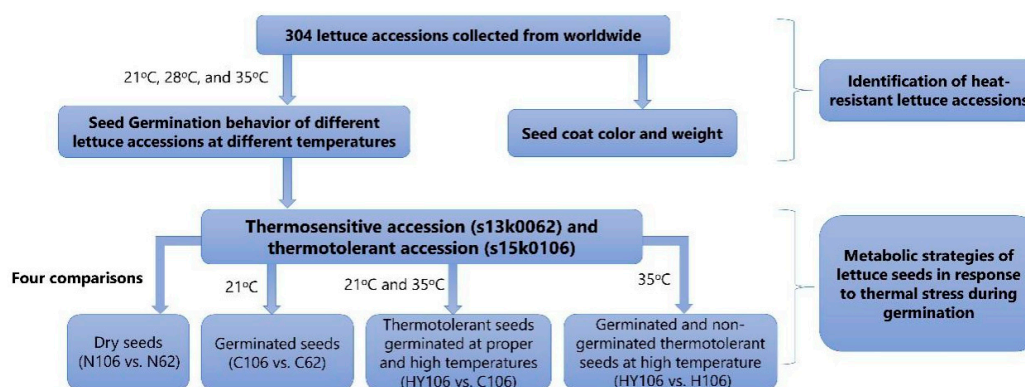 304 lettuce accessions collected from worldwide
21°C, 28°C, and 35°C
Seed Germination behavior of different
lettuce accessions at different temperatures
Seed coat color and weight
Identification of heat-
resistant lettuce accessions
Thermosensitive accession (s13k0062) and
thermotolerant accession (s15k0106)
Four comparisons
21°C
21°C and 35°C
35°C
Dry seeds
(N106 vs. N62)
Germinated seeds
(C106 vs. C62)
Thermotolerant seeds
germinated at proper
and high temperatures
(HY106 vs. C106)
Germinated and non-
germinated thermotolerant
seeds at high temperature
(HY106 vs. H106)
Metabolic strategies of
lettuce seeds in response
to thermal stress during
germination